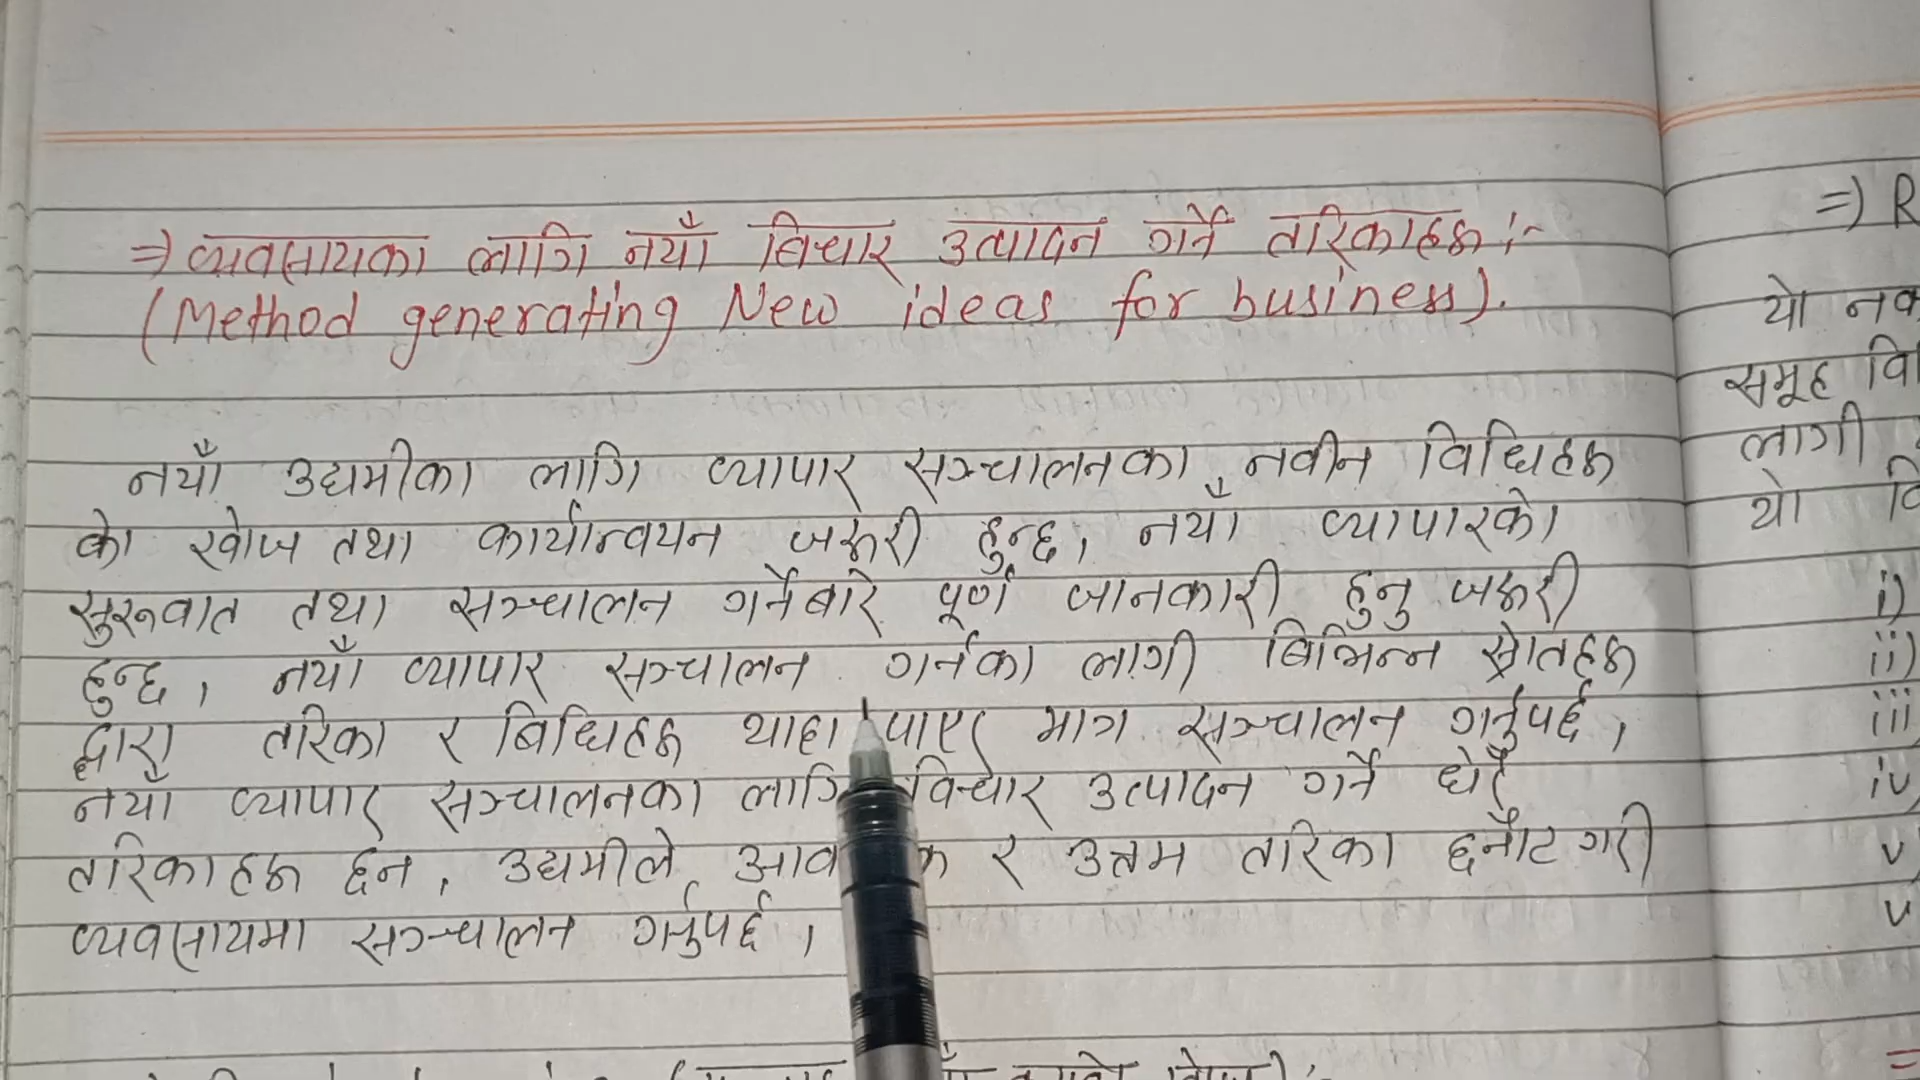 ⇒ व्यवसायका लागि नयाँ विचार उत्पादन गर्ने तरिकाहरू :-
(Method generating New ideas for business).
नयाँ उद्यमीका लागि व्यापार सञ्चालनका नवीन विधिहरू
को खोज तथा कार्यान्वयन जरूरी हुन्छ, नयाँ व्यापारको
सुरूवात तथा सञ्चालन गर्नेबारे पूर्ण जानकारी हुनु जरूरी
हुन्छ, नयाँ व्यापार सञ्चालन गर्नका लागी बिभिन्न स्रोतहरू
द्वारा तरिका र बिधिहरू थाहा पाए मात्र सञ्चालन गर्नुपर्छ,
नयाँ व्यापार सञ्चालनका लागि विचार उत्पादन गर्ने धेरै
तरिकाहरू छन, उद्यमीले र उत्तम तरिका छनौट गरी
व्यवसायमा सञ्चालन गर्नुपर्छ,
⇒ R
यो
समूह
लागी
यो
i)
ii)
iii
iv
v
v